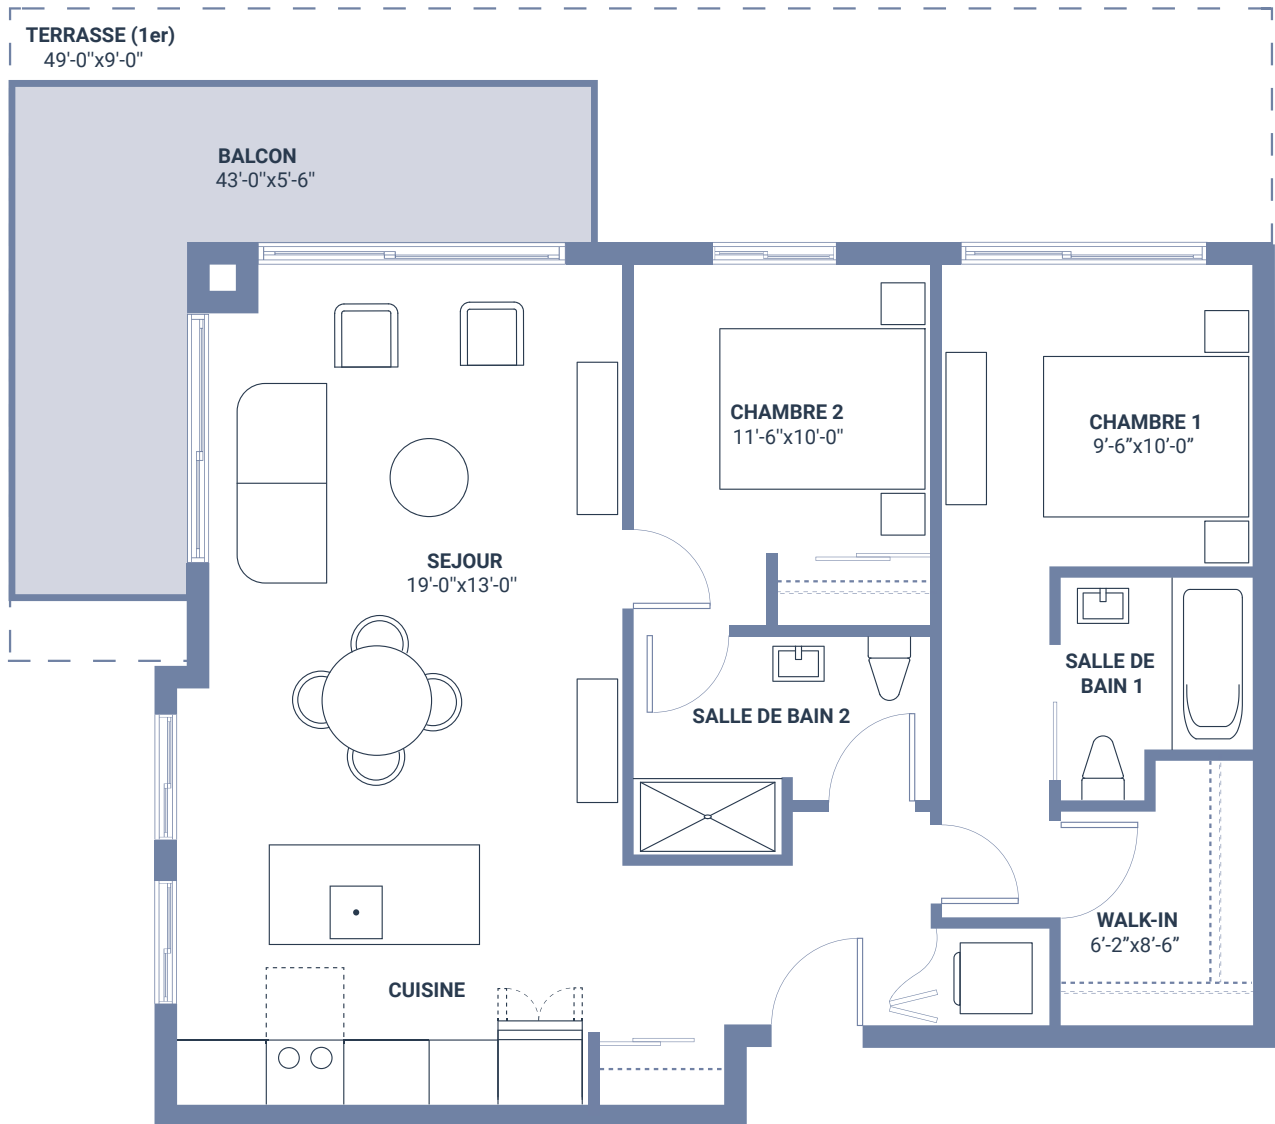 TERRASSE (1er)
49'-0"x9'-0"
BALCON
43'-0"x5'-6"
CHAMBRE 2
11'-6"x10'-0"
CHAMBRE 1
9’-6”x10’-0”
SEJOUR
19'-0"x13'-0"
SALLE DE
BAIN 1
SALLE DE BAIN 2
WALK-IN
6’-2”x8’-6”
CUISINE